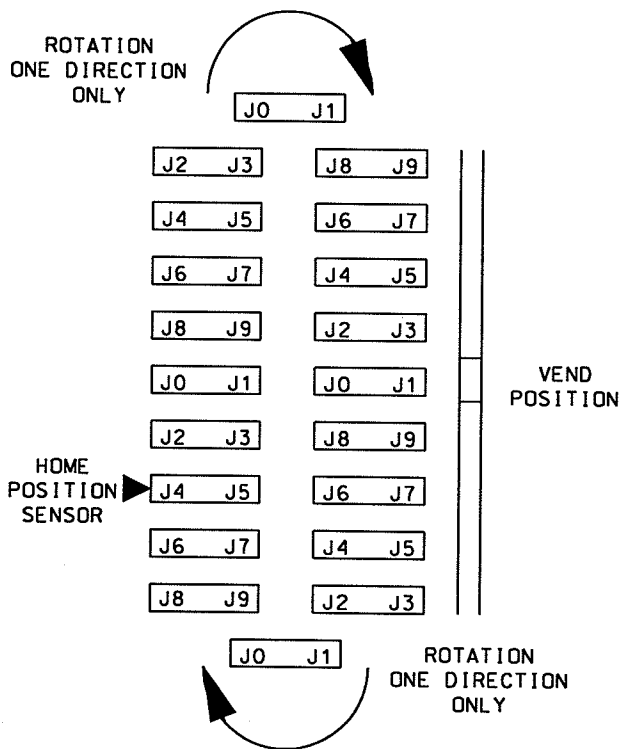 ROTATION
ONE DIRECTION
ONLY
J0 J1
J2 J3
J8 J9
J4 J5
J6 J7
J6 J7
J4 J5
J8 J9
J2 J3
J0 J1
J0 J1
VEND
POSITION
J2 J3
J8 J9
HOME
POSITION
SENSOR
J4 J5
J6 J7
J6 J7
J4 J5
J8 J9
J2 J3
J0 J1
ROTATION
ONE DIRECTION
ONLY